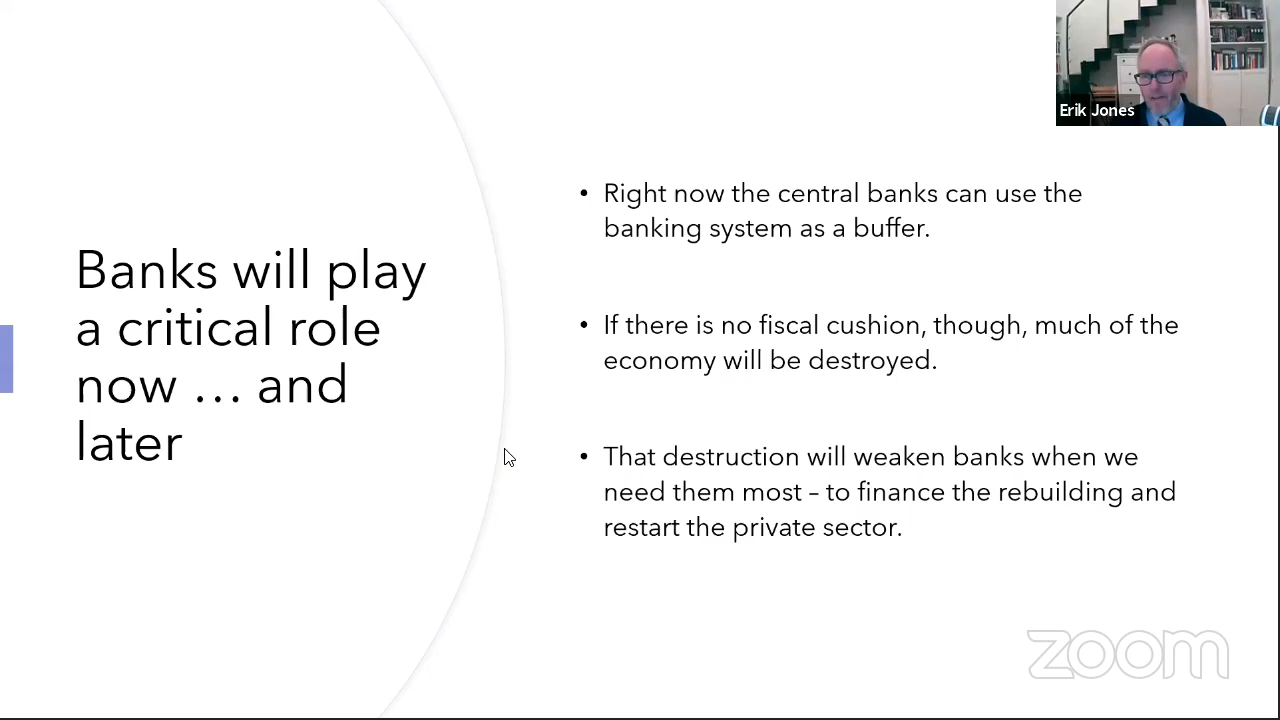 Erik Jones
Banks will play
a critical role
now … and
later
• Right now the central banks can use the
banking system as a buffer.
• If there is no fiscal cushion, though, much of the
economy will be destroyed.
• That destruction will weaken banks when we
need them most – to finance the rebuilding and
restart the private sector.
zoom